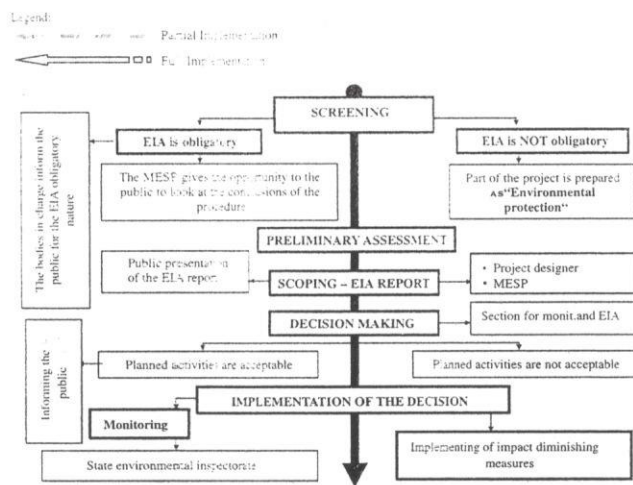 Legend:
Partial Implementation
Full Implementation
SCREENING
EIA is obligatory
EIA is NOT obligatory
The bodies in charge inform the
public for the EIA obligatory
nature
The MESP gives the opportunity to the
public to look at the conclusions of the
procedure
Part of the project is prepared
as "Environmental
protection"
PRELIMINARY ASSESSMENT
Public presentation
of the EIA report
SCOPING – EIA REPORT
• Project designer
• MESP
DECISION MAKING
Section for monit.and EIA
Informing the
public
Planned activities are acceptable
Planned activities are not acceptable
IMPLEMENTATION OF THE DECISION
Monitoring
State environmental inspectorate
Implementing of impact diminishing
measures